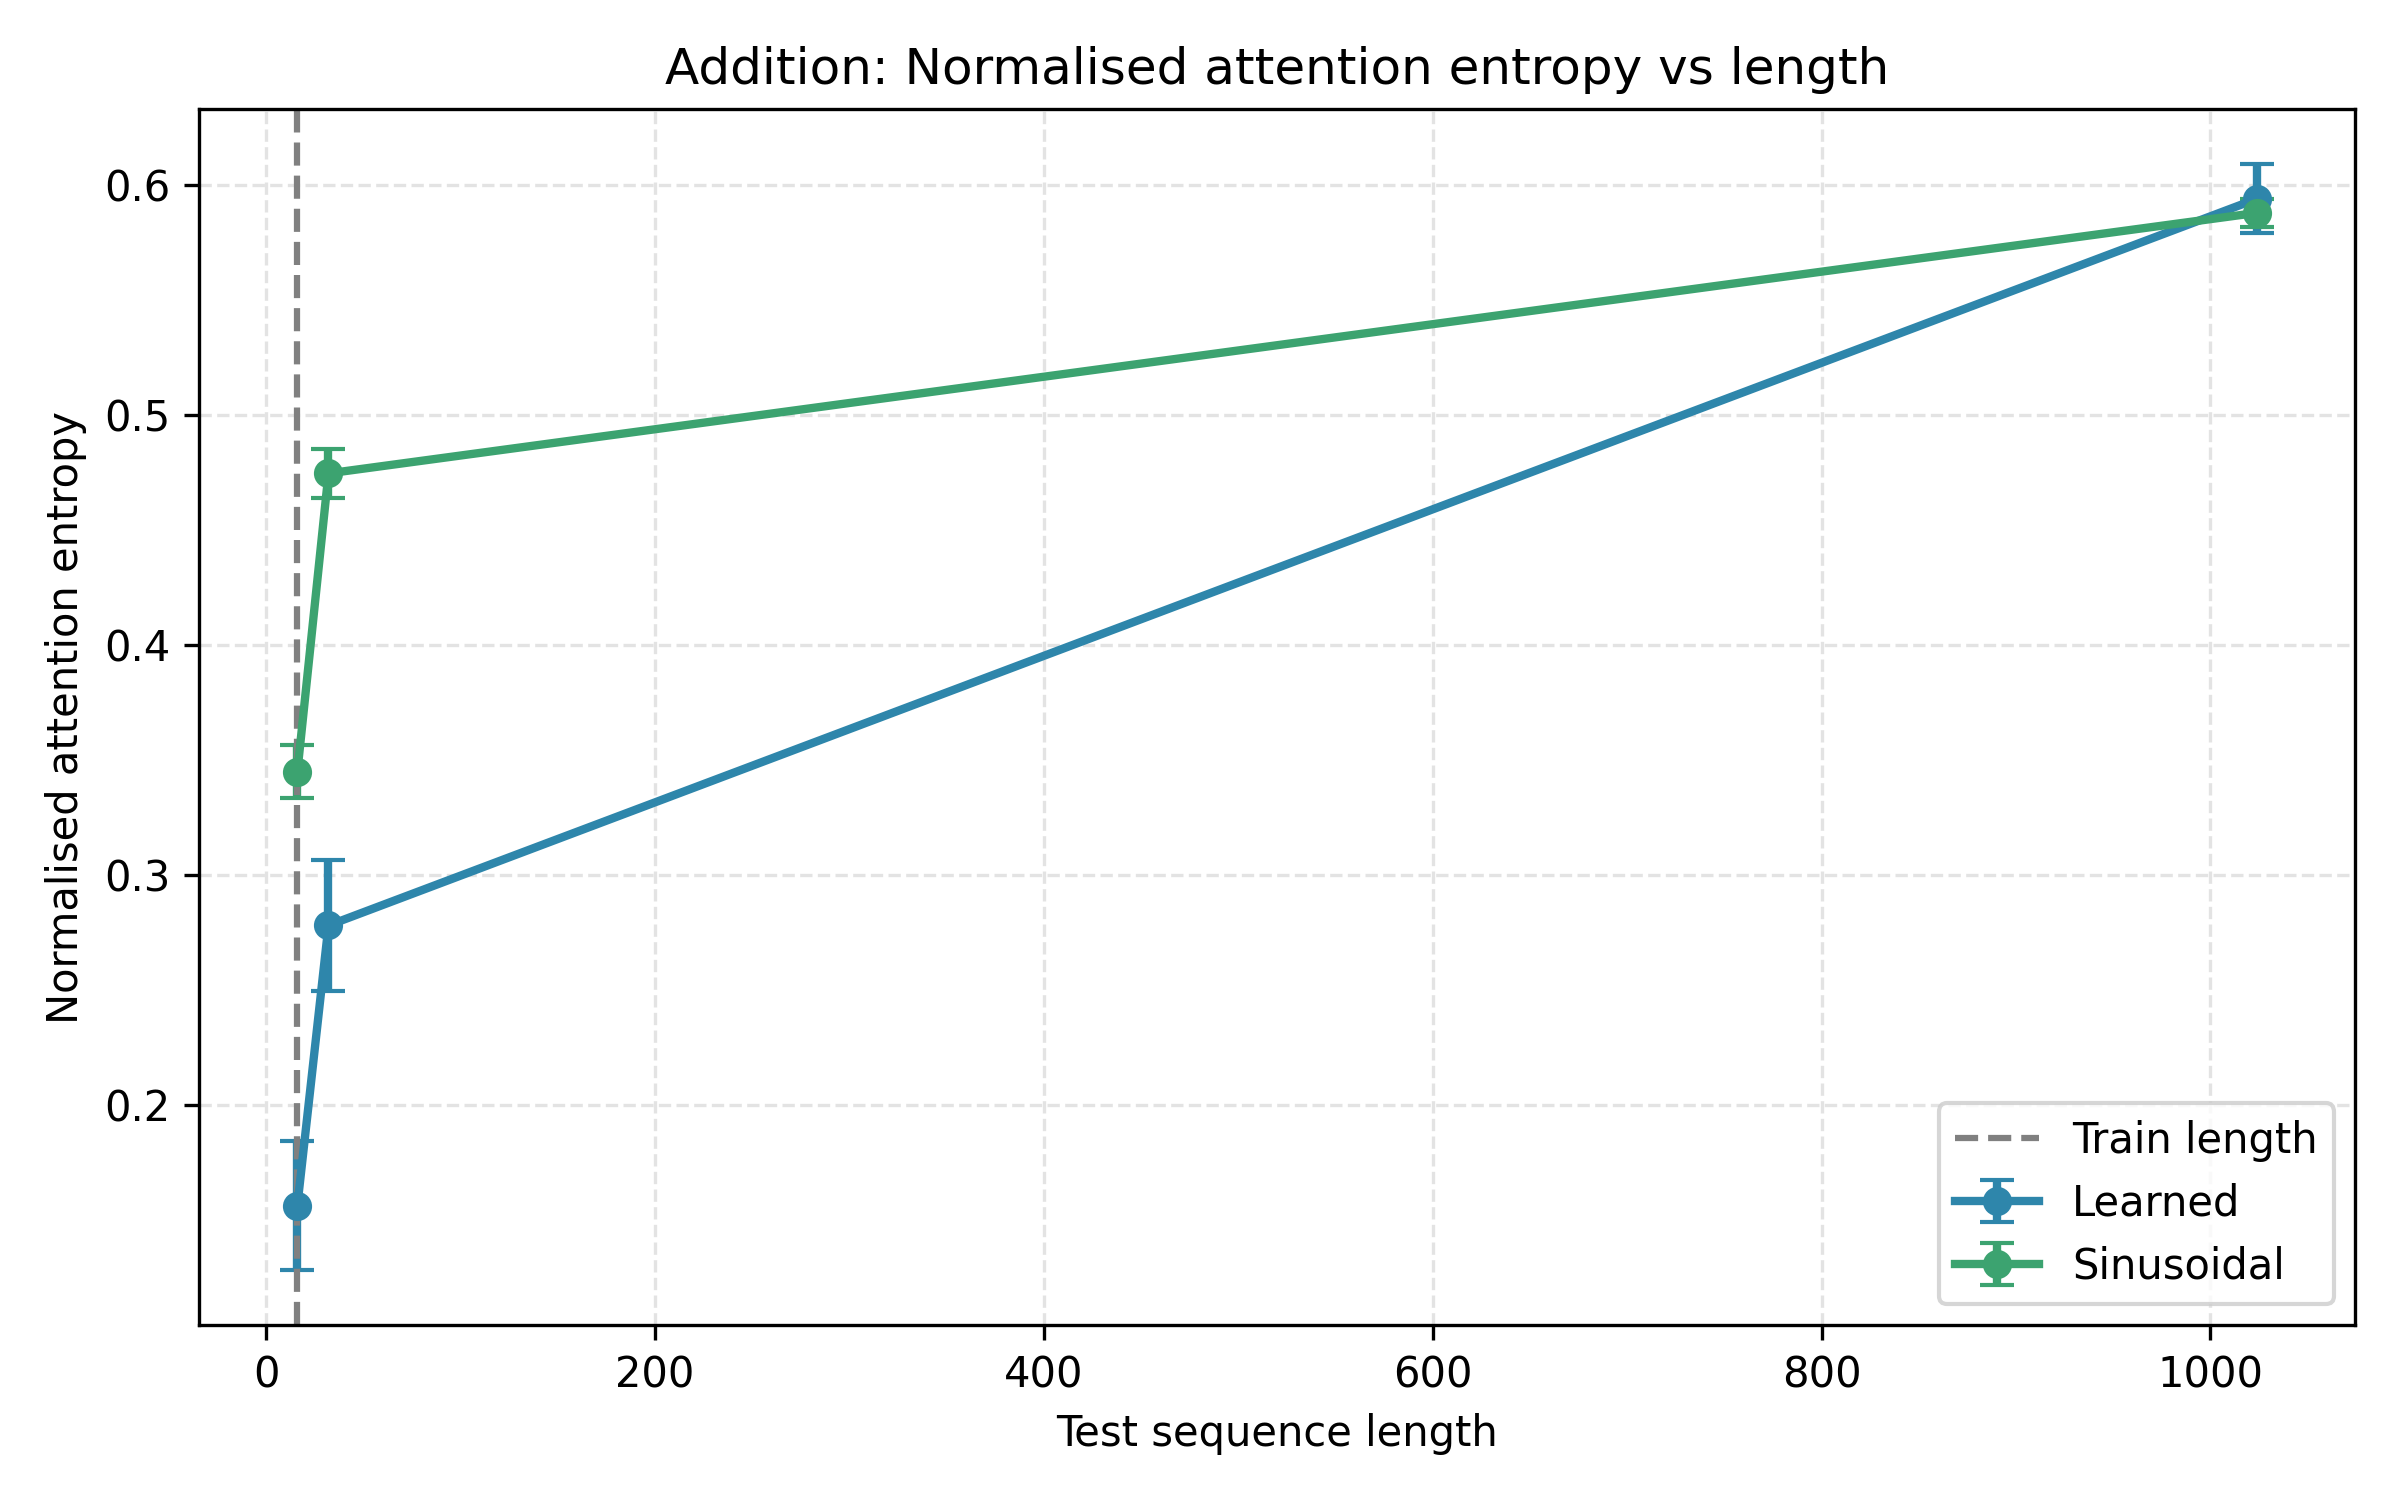 Addition: Normalised attention entropy vs length
Normalised attention entropy
0.6
0.5
0.4
0.3
0.2
0 200 400 600 800 1000
Test sequence length
Train length
Learned
Sinusoidal